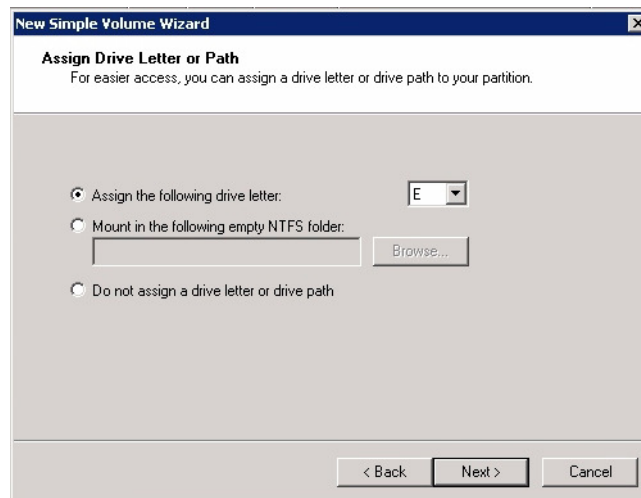 New Simple Volume Wizard
Assign Drive Letter or Path
For easier access, you can assign a drive letter or drive path to your partition.
Assign the following drive letter: E
Mount in the following empty NTFS folder:
Browse...
Do not assign a drive letter or drive path
< Back Next > Cancel